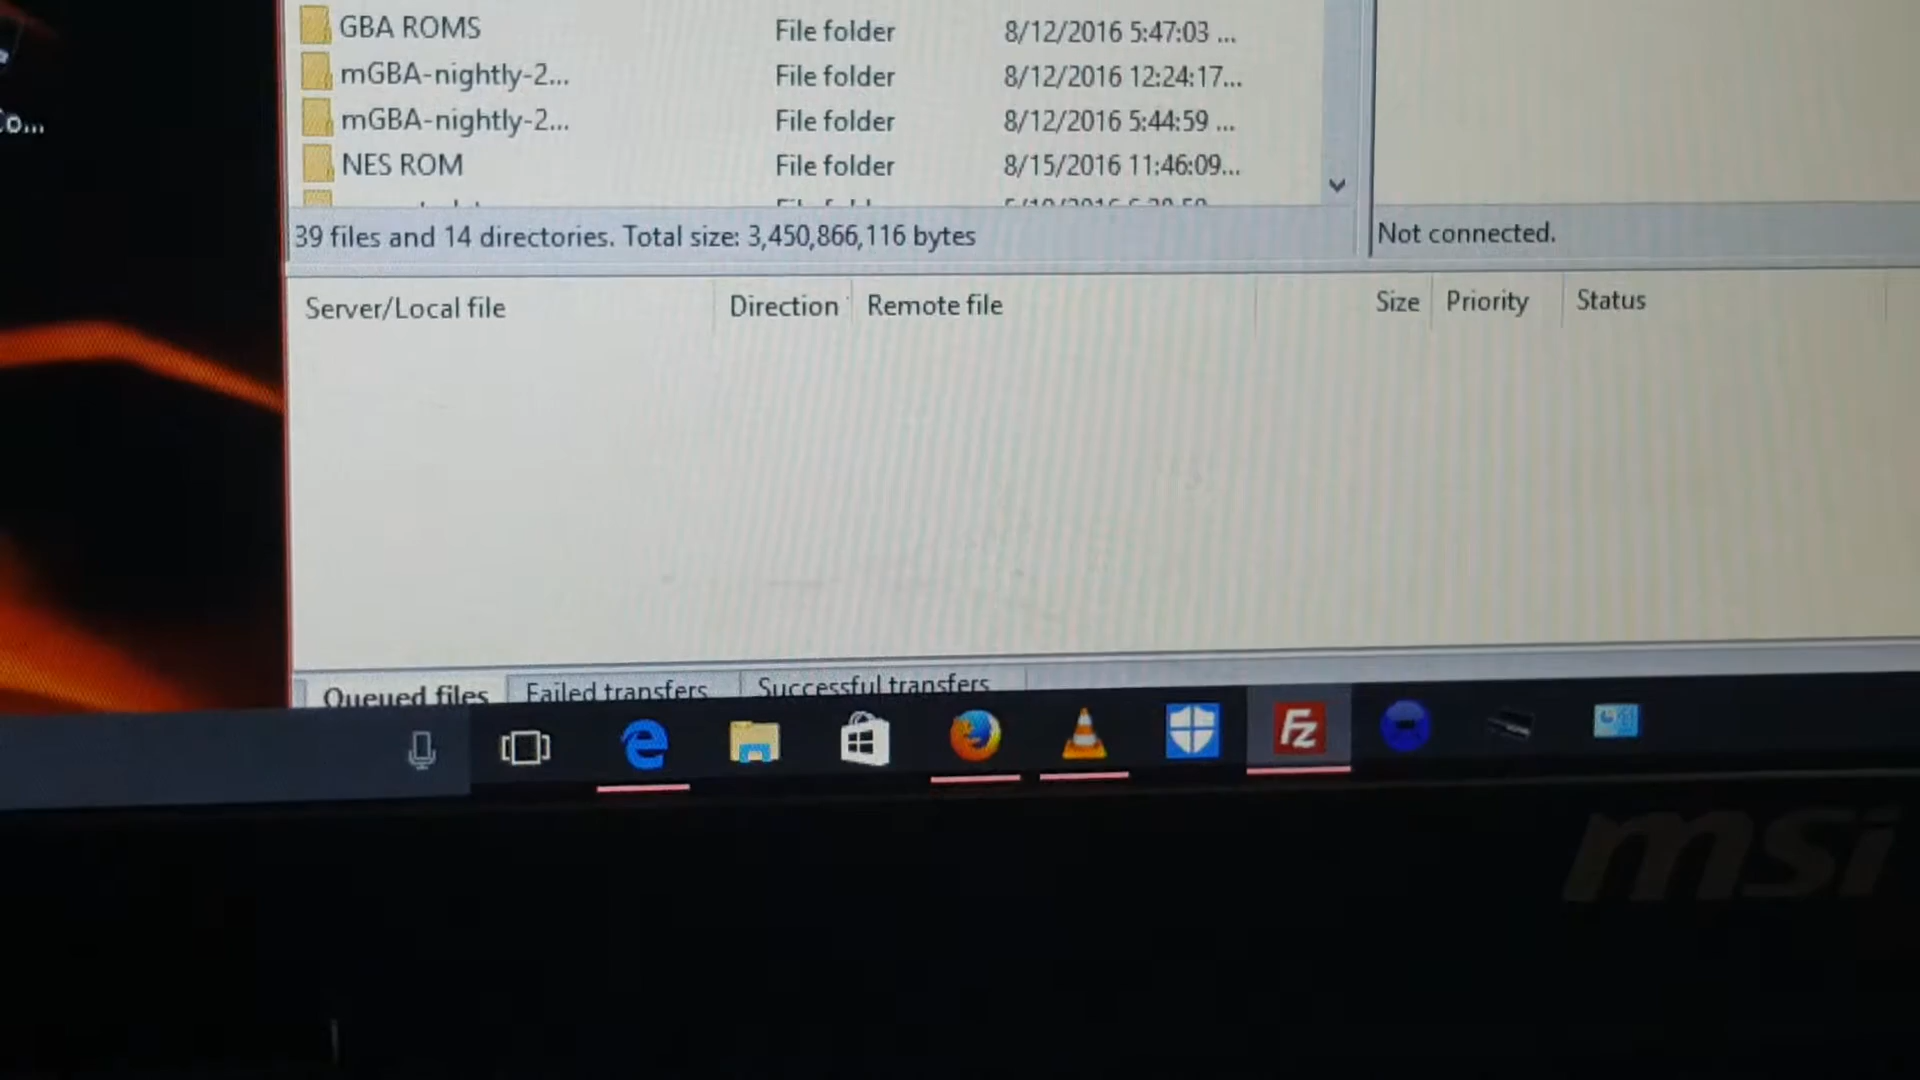 GBA ROMS File folder 8/12/2016 5:47:03 ...
mGBA-nightly-2... File folder 8/12/2016 12:24:17...
Co...
mGBA-nightly-2... File folder 8/12/2016 5:44:59 ...
NES ROM File folder 8/15/2016 11:46:09...
39 files and 14 directories. Total size: 3,450,866,116 bytes
Not connected.
Server/Local file Direction Remote file Size Priority Status
Queued files Failed transfers Successful transfers
Fz
msi